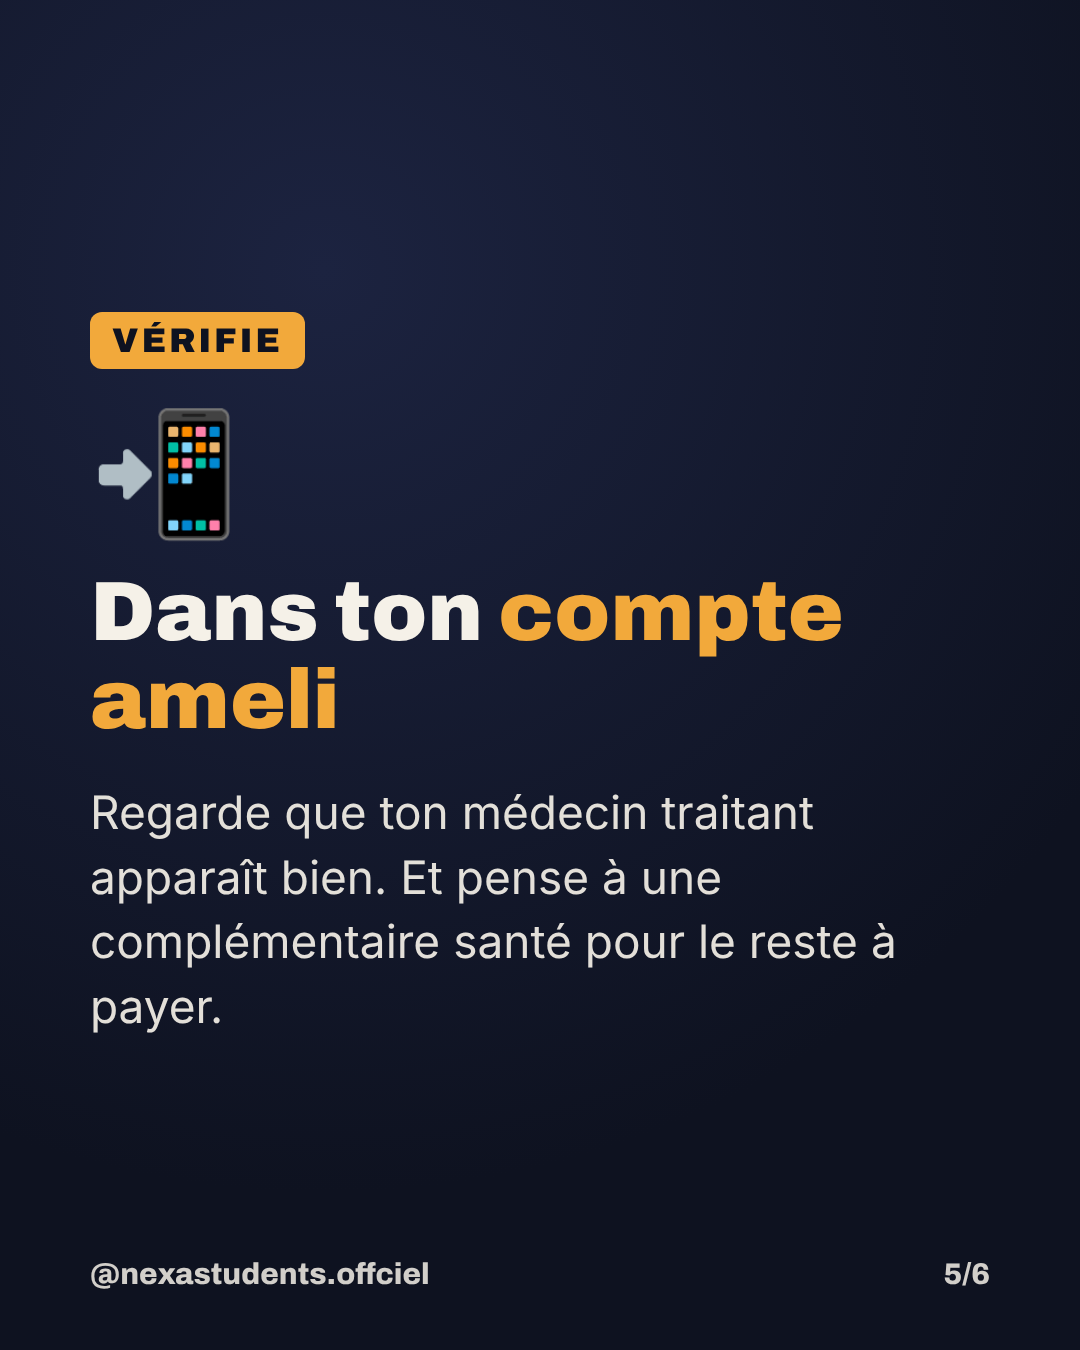 VÉRIFIE
Dans ton compte
ameli
Regarde que ton médecin traitant
apparaît bien. Et pense à une
complémentaire santé pour le reste à
payer.
@nexastudents.offciel
5/6